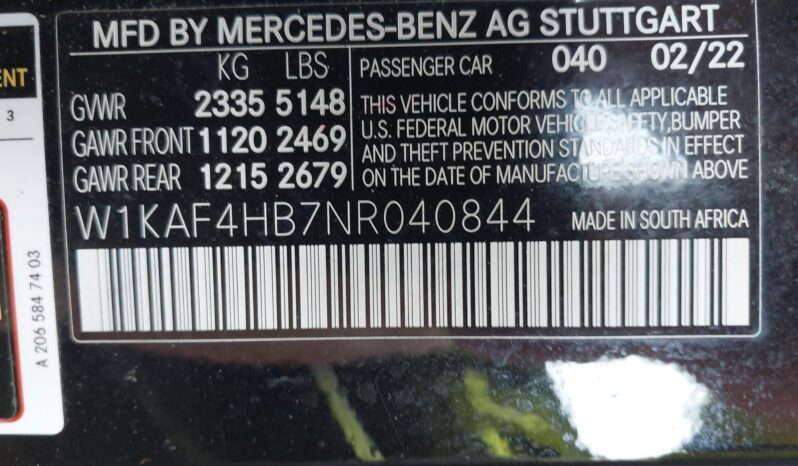 MFD BY MERCEDES-BENZ AG STUTTGART
KG LBS
GVWR 2335 5148
GAWR FRONT 1120 2469
GAWR REAR 1215 2679
PASSENGER CAR 040 02/22
THIS VEHICLE CONFORMS TO ALL APPLICABLE
U.S. FEDERAL MOTOR VEHICLE SAFETY, BUMPER
AND THEFT PREVENTION STANDARDS IN EFFECT
ON THE DATE OF MANUFACTURE SHOWN ABOVE
W1KAF4HB7NR040844 MADE IN SOUTH AFRICA
3
A 206 584 74 03